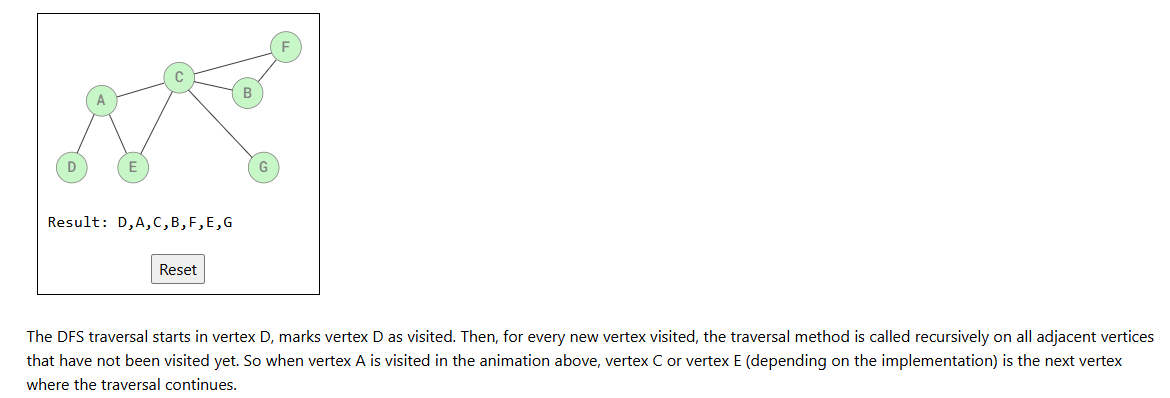 F
C
B
A
D
E
G
Result: D,A,C,B,F,E,G
Reset
The DFS traversal starts in vertex D, marks vertex D as visited. Then, for every new vertex visited, the traversal method is called recursively on all adjacent vertices
that have not been visited yet. So when vertex A is visited in the animation above, vertex C or vertex E (depending on the implementation) is the next vertex
where the traversal continues.